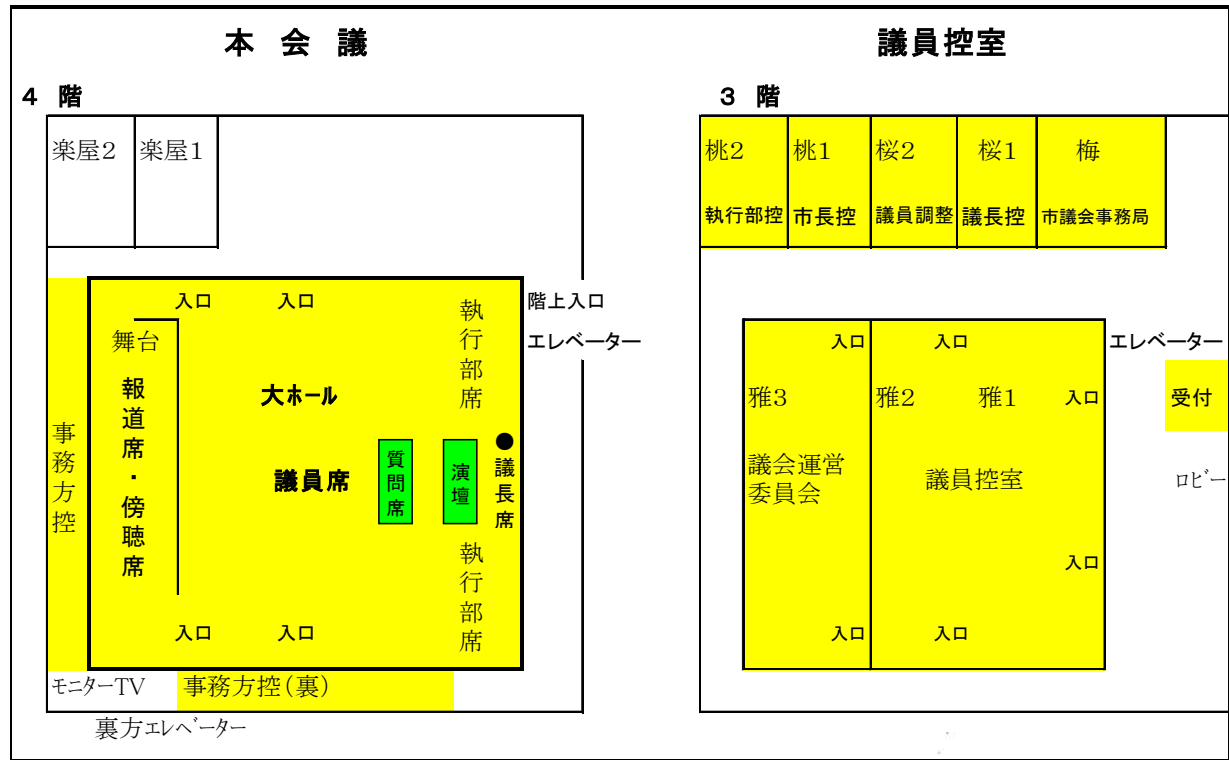 本 会 議
4 階
楽屋2 楽屋1
入口 入口
階上入口
エレベーター
舞台
報道席・傍聴席
大ホール
議員席
質問席
演壇
執行部席
●議長席
執行部席
事務方控
入口 入口
モニターTV 事務方控(裏)
裏方エレベーター
議員控室
3 階
桃2 桃1 桜2 桜1 梅
執行部控 市長控 議員調整 議長控 市議会事務局
入口 入口
エレベーター
雅3 雅2 雅1 入口
受付
議会運営
委員会
議員控室
ロビー
入口
入口 入口